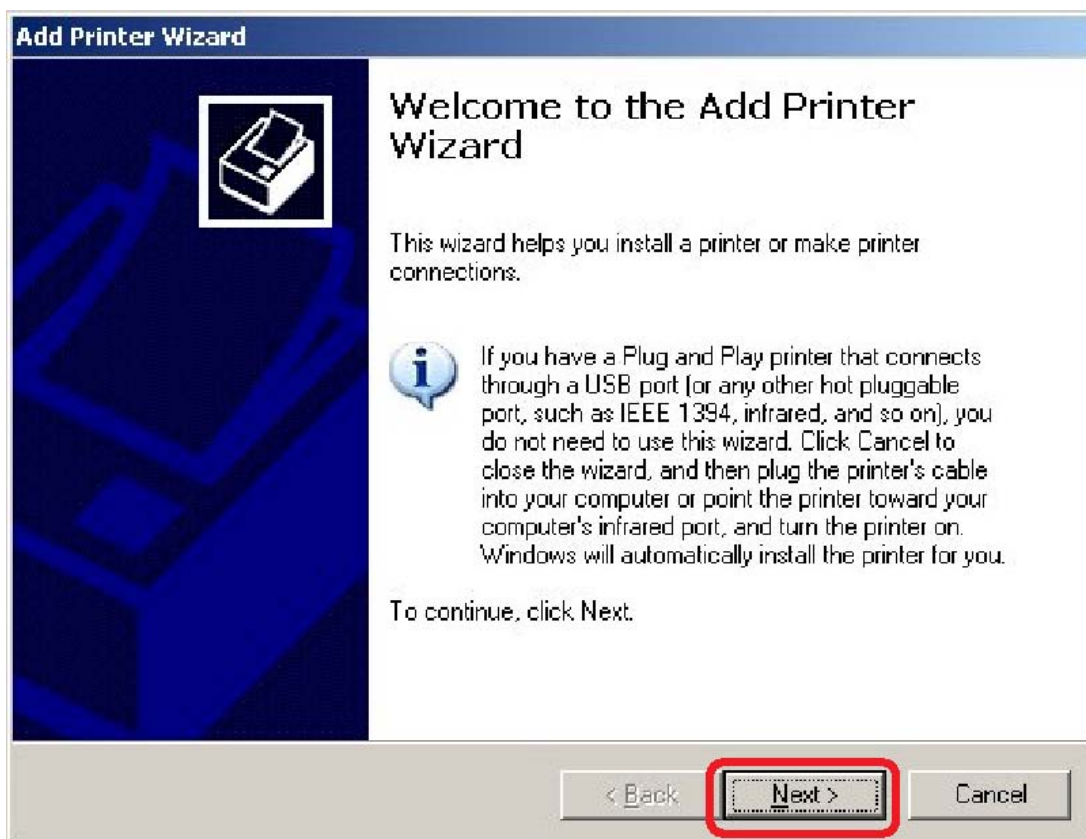 Add Printer Wizard
Welcome to the Add Printer
Wizard
This wizard helps you install a printer or make printer
connections.
If you have a Plug and Play printer that connects
through a USB port (or any other hot pluggable
port, such as IEEE 1394, infrared, and so on), you
do not need to use this wizard. Click Cancel to
close the wizard, and then plug the printer's cable
into your computer or point the printer toward your
computer's infrared port, and turn the printer on.
Windows will automatically install the printer for you.
To continue, click Next.
< Back Next > Cancel